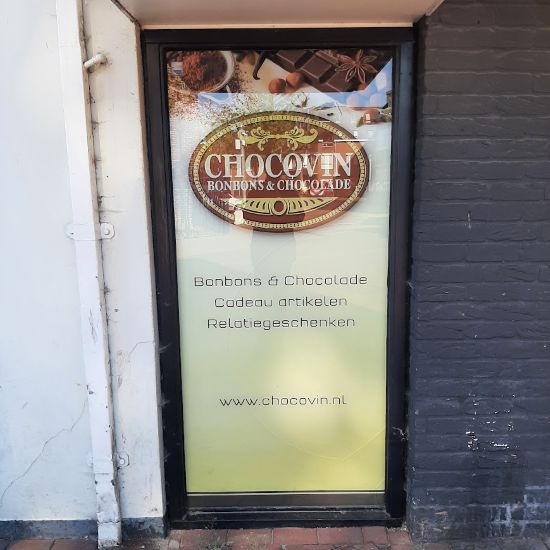 CHOCOVIN
BONBONS & CHOCOLADE
Bonbons & Chocolade
Cadeau artikelen
Relatiegeschenken
www.chocovin.nl